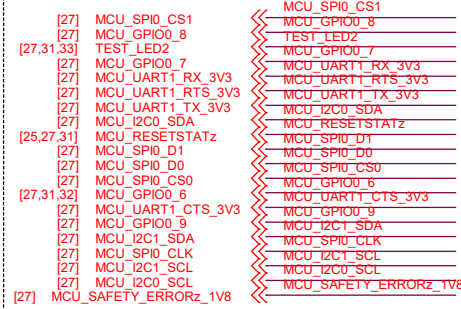 MCU_SPI0_CS1
[27] MCU_SPI0_CS1
MCU_GPIO0_8
[27] MCU_GPIO0_8
TEST_LED2
[27,31,33] TEST_LED2
MCU_GPIO0_7
[27] MCU_GPIO0_7
MCU_UART1_RX_3V3
[27] MCU_UART1_RX_3V3
MCU_UART1_RTS_3V3
[27] MCU_UART1_RTS_3V3
MCU_UART1_TX_3V3
[27] MCU_UART1_TX_3V3
MCU_I2C0_SDA
[27] MCU_I2C0_SDA
MCU_RESETSTATz
[25,27,31] MCU_RESETSTATz
MCU_SPI0_D1
[27] MCU_SPI0_D1
MCU_SPI0_D0
[27] MCU_SPI0_D0
MCU_SPI0_CS0
[27] MCU_SPI0_CS0
MCU_GPIO0_6
[27,31,32] MCU_GPIO0_6
MCU_UART1_CTS_3V3
[27] MCU_UART1_CTS_3V3
MCU_GPIO0_9
[27] MCU_GPIO0_9
MCU_I2C1_SDA
[27] MCU_I2C1_SDA
MCU_SPI0_CLK
[27] MCU_SPI0_CLK
MCU_I2C1_SCL
[27] MCU_I2C1_SCL
MCU_I2C0_SCL
[27] MCU_I2C0_SCL
MCU_SAFETY_ERRORz_1V8
[27] MCU_SAFETY_ERRORz_1V8